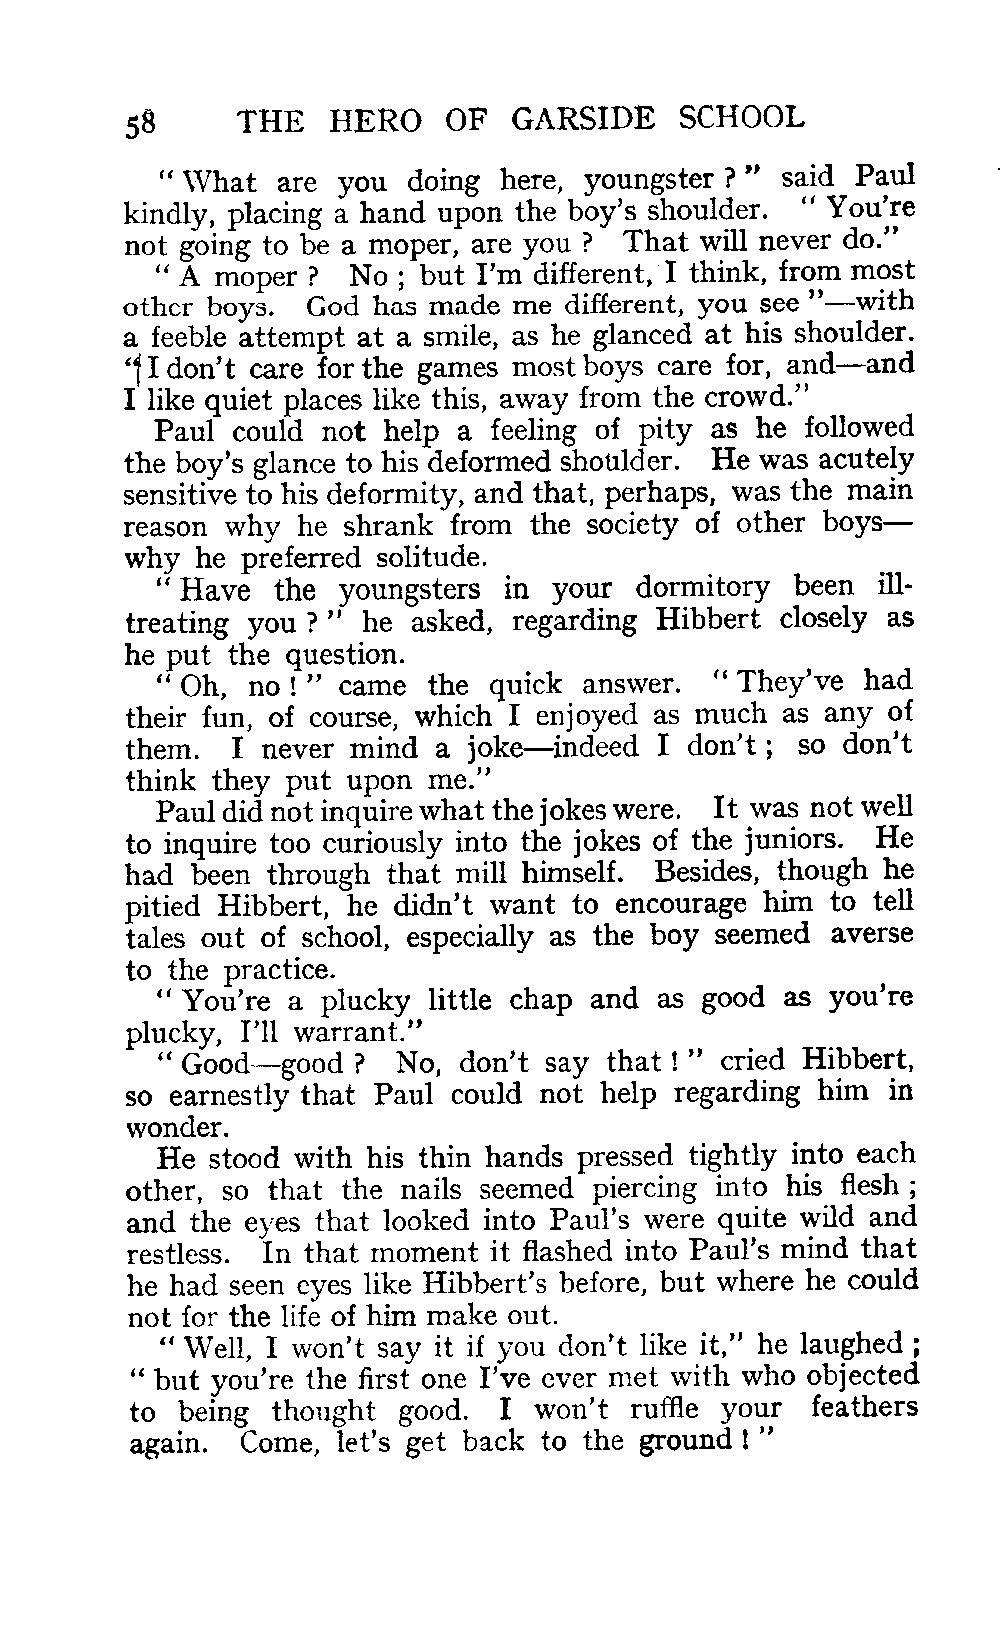 58 THE HERO OF GARSIDE SCHOOL
" What are you doing here, youngster ? " said Paul
kindly, placing a hand upon the boy's shoulder. " You're
not going to be a moper, are you ? That will never do."
" A moper ? No ; but I'm different, I think, from most
other boys. God has made me different, you see "—with
a feeble attempt at a smile, as he glanced at his shoulder.
" I don't care for the games most boys care for, and—and
I like quiet places like this, away from the crowd."
Paul could not help a feeling of pity as he followed
the boy's glance to his deformed shoulder. He was acutely
sensitive to his deformity, and that, perhaps, was the main
reason why he shrank from the society of other boys—
why he preferred solitude.
" Have the youngsters in your dormitory been ill-
treating you ? " he asked, regarding Hibbert closely as
he put the question.
" Oh, no ! " came the quick answer. " They've had
their fun, of course, which I enjoyed as much as any of
them. I never mind a joke—indeed I don't ; so don't
think they put upon me."
Paul did not inquire what the jokes were. It was not well
to inquire too curiously into the jokes of the juniors. He
had been through that mill himself. Besides, though he
pitied Hibbert, he didn't want to encourage him to tell
tales out of school, especially as the boy seemed averse
to the practice.
" You're a plucky little chap and as good as you're
plucky, I'll warrant."
" Good—good ? No, don't say that ! " cried Hibbert,
so earnestly that Paul could not help regarding him in
wonder.
He stood with his thin hands pressed tightly into each
other, so that the nails seemed piercing into his flesh ;
and the eyes that looked into Paul's were quite wild and
restless. In that moment it flashed into Paul's mind that
he had seen eyes like Hibbert's before, but where he could
not for the life of him make out.
" Well, I won't say it if you don't like it," he laughed ;
" but you're the first one I've ever met with who objected
to being thought good. I won't ruffle your feathers
again. Come, let's get back to the ground ! "